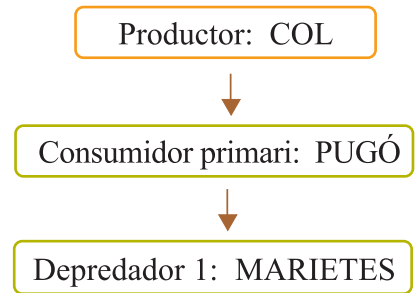 Productor: COL
Consumidor primari: PUGÓ
Depredador 1: MARIETES